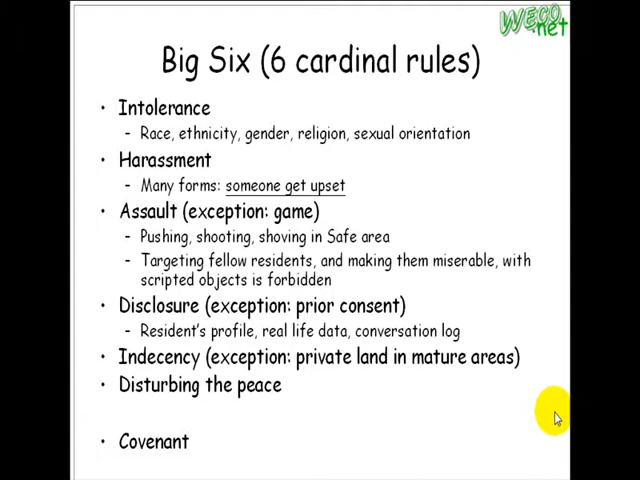 WECO
.net
Big Six (6 cardinal rules)
• Intolerance
– Race, ethnicity, gender, religion, sexual orientation
• Harassment
– Many forms: someone get upset
• Assault (exception: game)
– Pushing, shooting, shoving in Safe area
– Targeting fellow residents, and making them miserable, with
scripted objects is forbidden
• Disclosure (exception: prior consent)
– Resident's profile, real life data, conversation log
• Indecency (exception: private land in mature areas)
• Disturbing the peace
• Covenant